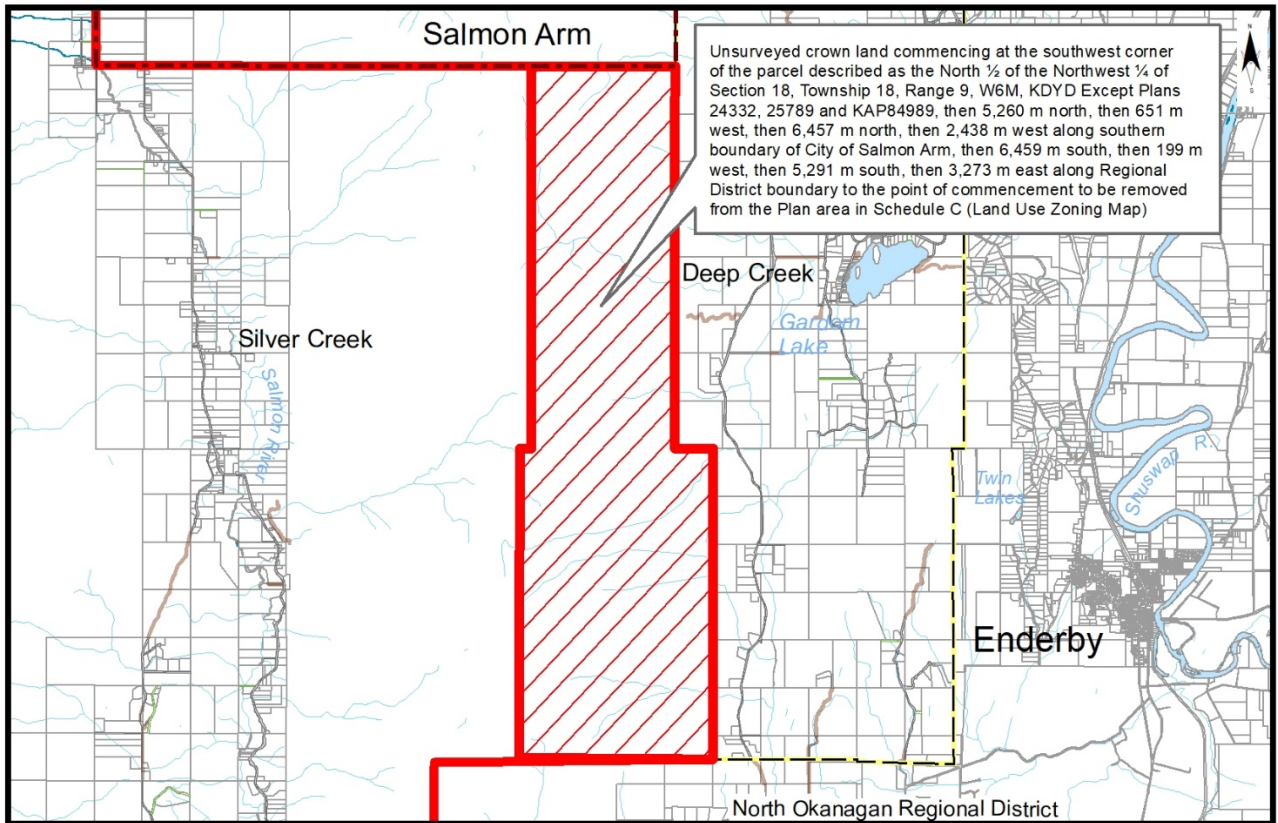 Salmon Arm
Unsurveyed crown land commencing at the southwest corner
of the parcel described as the North ½ of the Northwest ¼ of
Section 18, Township 18, Range 9, W6M, KDYD Except Plans
24332, 25789 and KAP84989, then 5,260 m north, then 651 m
west, then 6,457 m north, then 2,438 m west along southern
boundary of City of Salmon Arm, then 6,459 m south, then 199 m
west, then 5,291 m south, then 3,273 m east along Regional
District boundary to the point of commencement to be removed
from the Plan area in Schedule C (Land Use Zoning Map)
N
S
Deep Creek
Gardom
Lake
Silver Creek
Salmon River
Twin
Lakes
Shuswap R.
Enderby
North Okanagan Regional District